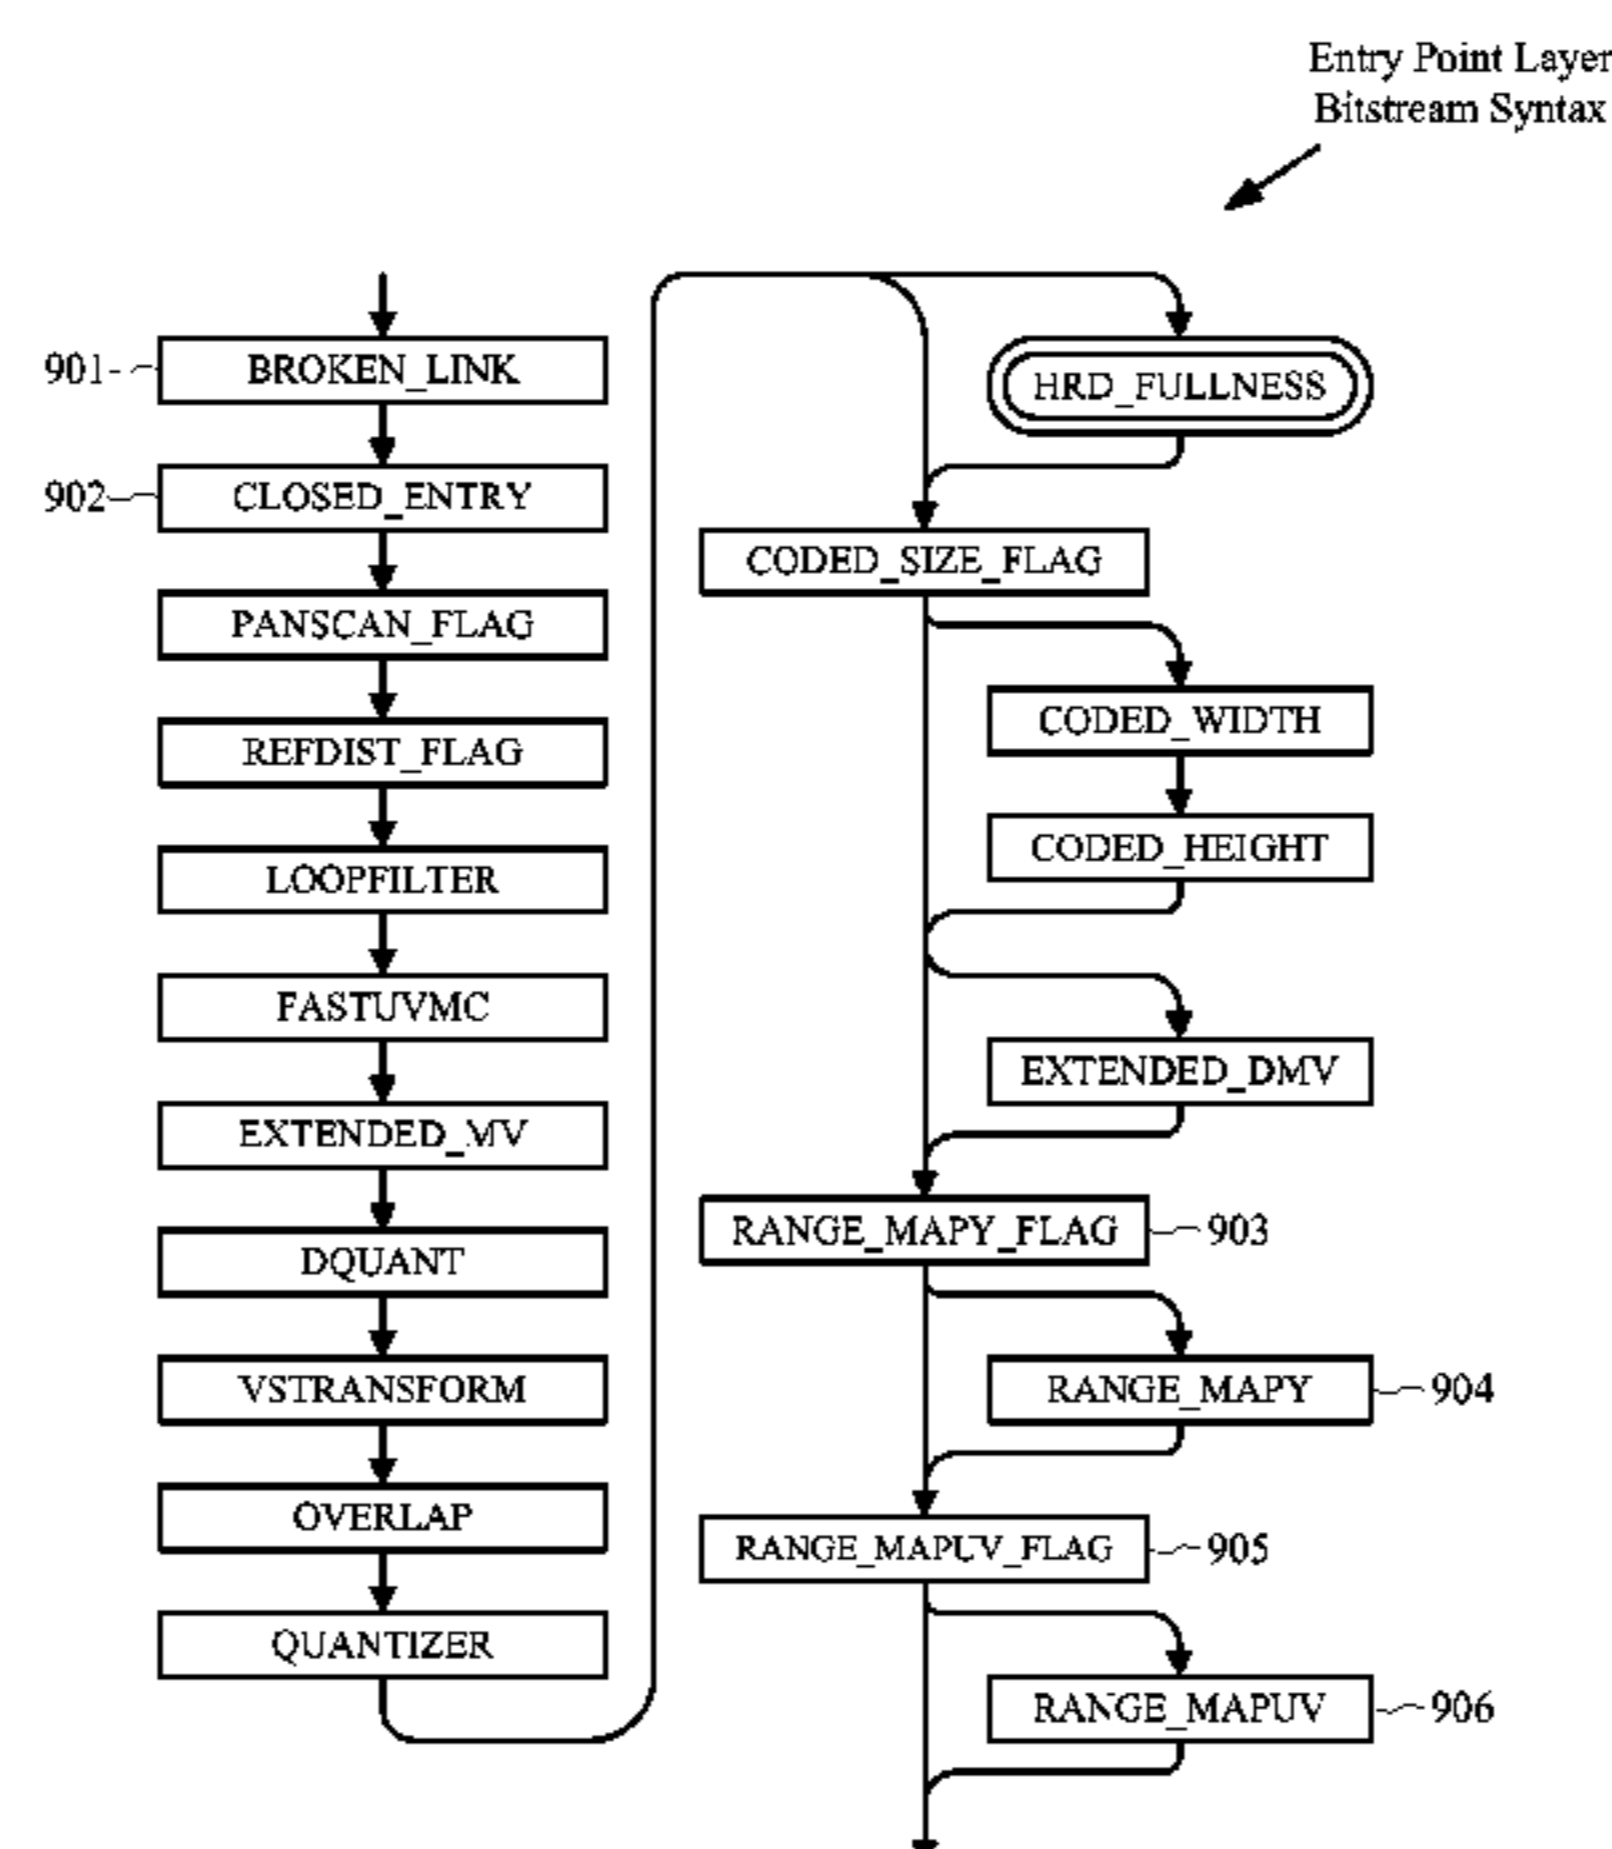 Entry Point Layer
Bitstream Syntax
901
BROKEN_LINK
902
CLOSED_ENTRY
PANSCAN_FLAG
REFDIST_FLAG
LOOPFILTER
FASTUVMC
EXTENDED_MV
DQUANT
VSTRANSFORM
OVERLAP
QUANTIZER
HRD_FULLNESS
CODED_SIZE_FLAG
CODED_WIDTH
CODED_HEIGHT
EXTENDED_DMV
RANGE_MAPY_FLAG
903
RANGE_MAPY
904
RANGE_MAPUV_FLAG
905
RANGE_MAPUV
906